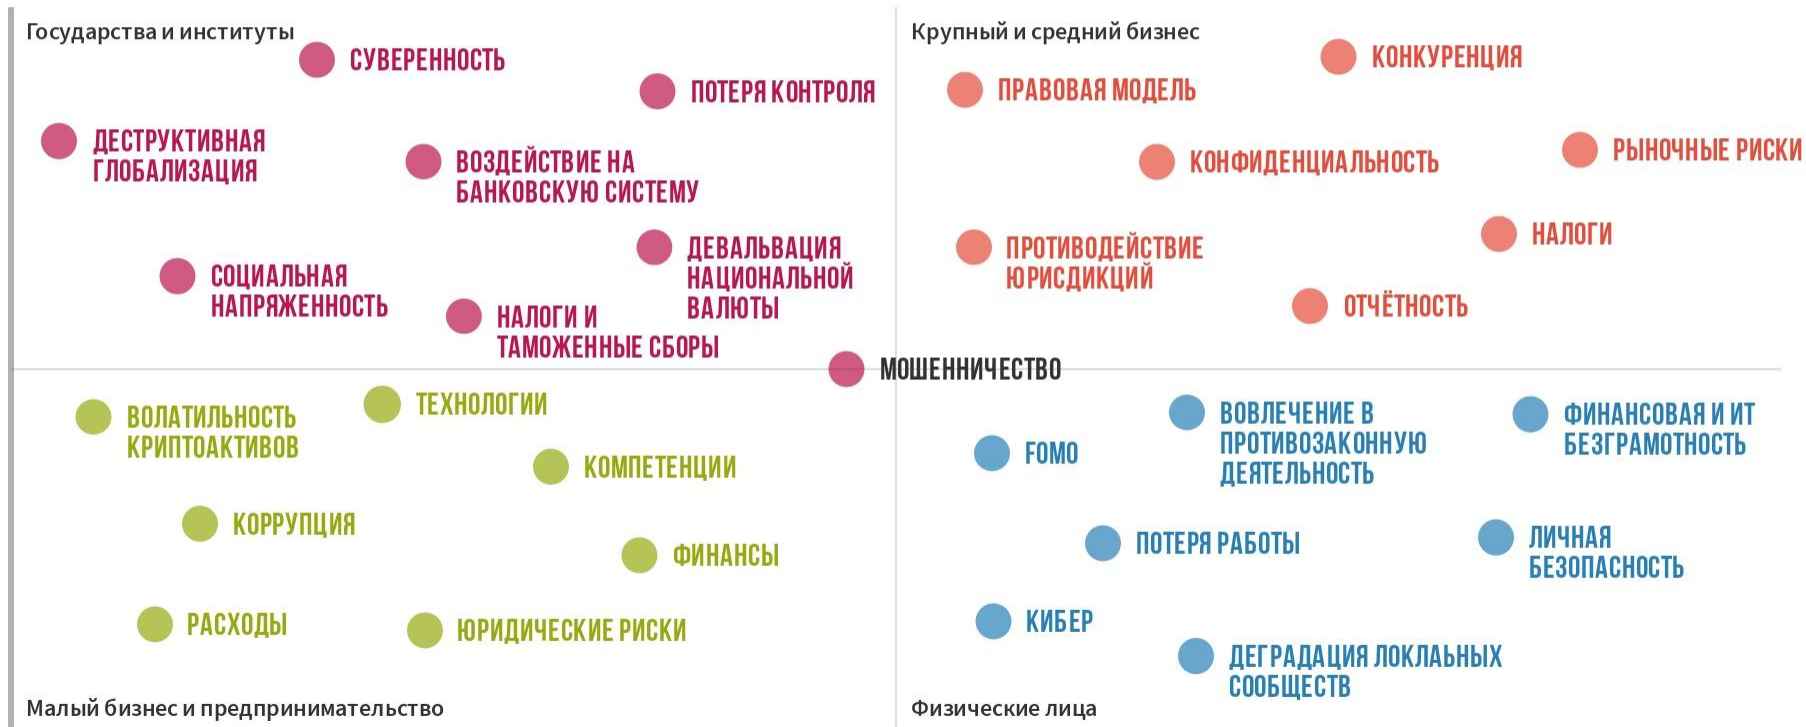 Государства и институты
СУВЕРЕННОСТЬ
ПОТЕРЯ КОНТРОЛЯ
ДЕСТРУКТИВНАЯ
ГЛОБАЛИЗАЦИЯ
ВОЗДЕЙСТВИЕ НА
БАНКОВСКУЮ СИСТЕМУ
ДЕВАЛЬВАЦИЯ
НАЦИОНАЛЬНОЙ
ВАЛЮТЫ
СОЦИАЛЬНАЯ
НАПРЯЖЕННОСТЬ
НАЛОГИ И
ТАМОЖЕННЫЕ СБОРЫ
Крупный и средний бизнес
КОНКУРЕНЦИЯ
ПРАВОВАЯ МОДЕЛЬ
РЫНОЧНЫЕ РИСКИ
КОНФИДЕНЦИАЛЬНОСТЬ
НАЛОГИ
ПРОТИВОДЕЙСТВИЕ
ЮРИСДИКЦИЙ
ОТЧЁТНОСТЬ
МОШЕННИЧЕСТВО
ТЕХНОЛОГИИ
ВОЛАТИЛЬНОСТЬ
КРИПТОАКТИВОВ
КОМПЕТЕНЦИИ
КОРРУПЦИЯ
ФИНАНСЫ
РАСХОДЫ
ЮРИДИЧЕСКИЕ РИСКИ
Малый бизнес и предпринимательство
ВОВЛЕЧЕНИЕ В
ПРОТИВОЗАКОННУЮ
ДЕЯТЕЛЬНОСТЬ
ФИНАНСОВАЯ И ИТ
БЕЗГРАМОТНОСТЬ
FOMO
ПОТЕРЯ РАБОТЫ
ЛИЧНАЯ
БЕЗОПАСНОСТЬ
КИБЕР
ДЕГРАДАЦИЯ ЛОКЛАЬНЫХ
СООБЩЕСТВ
Физические лица